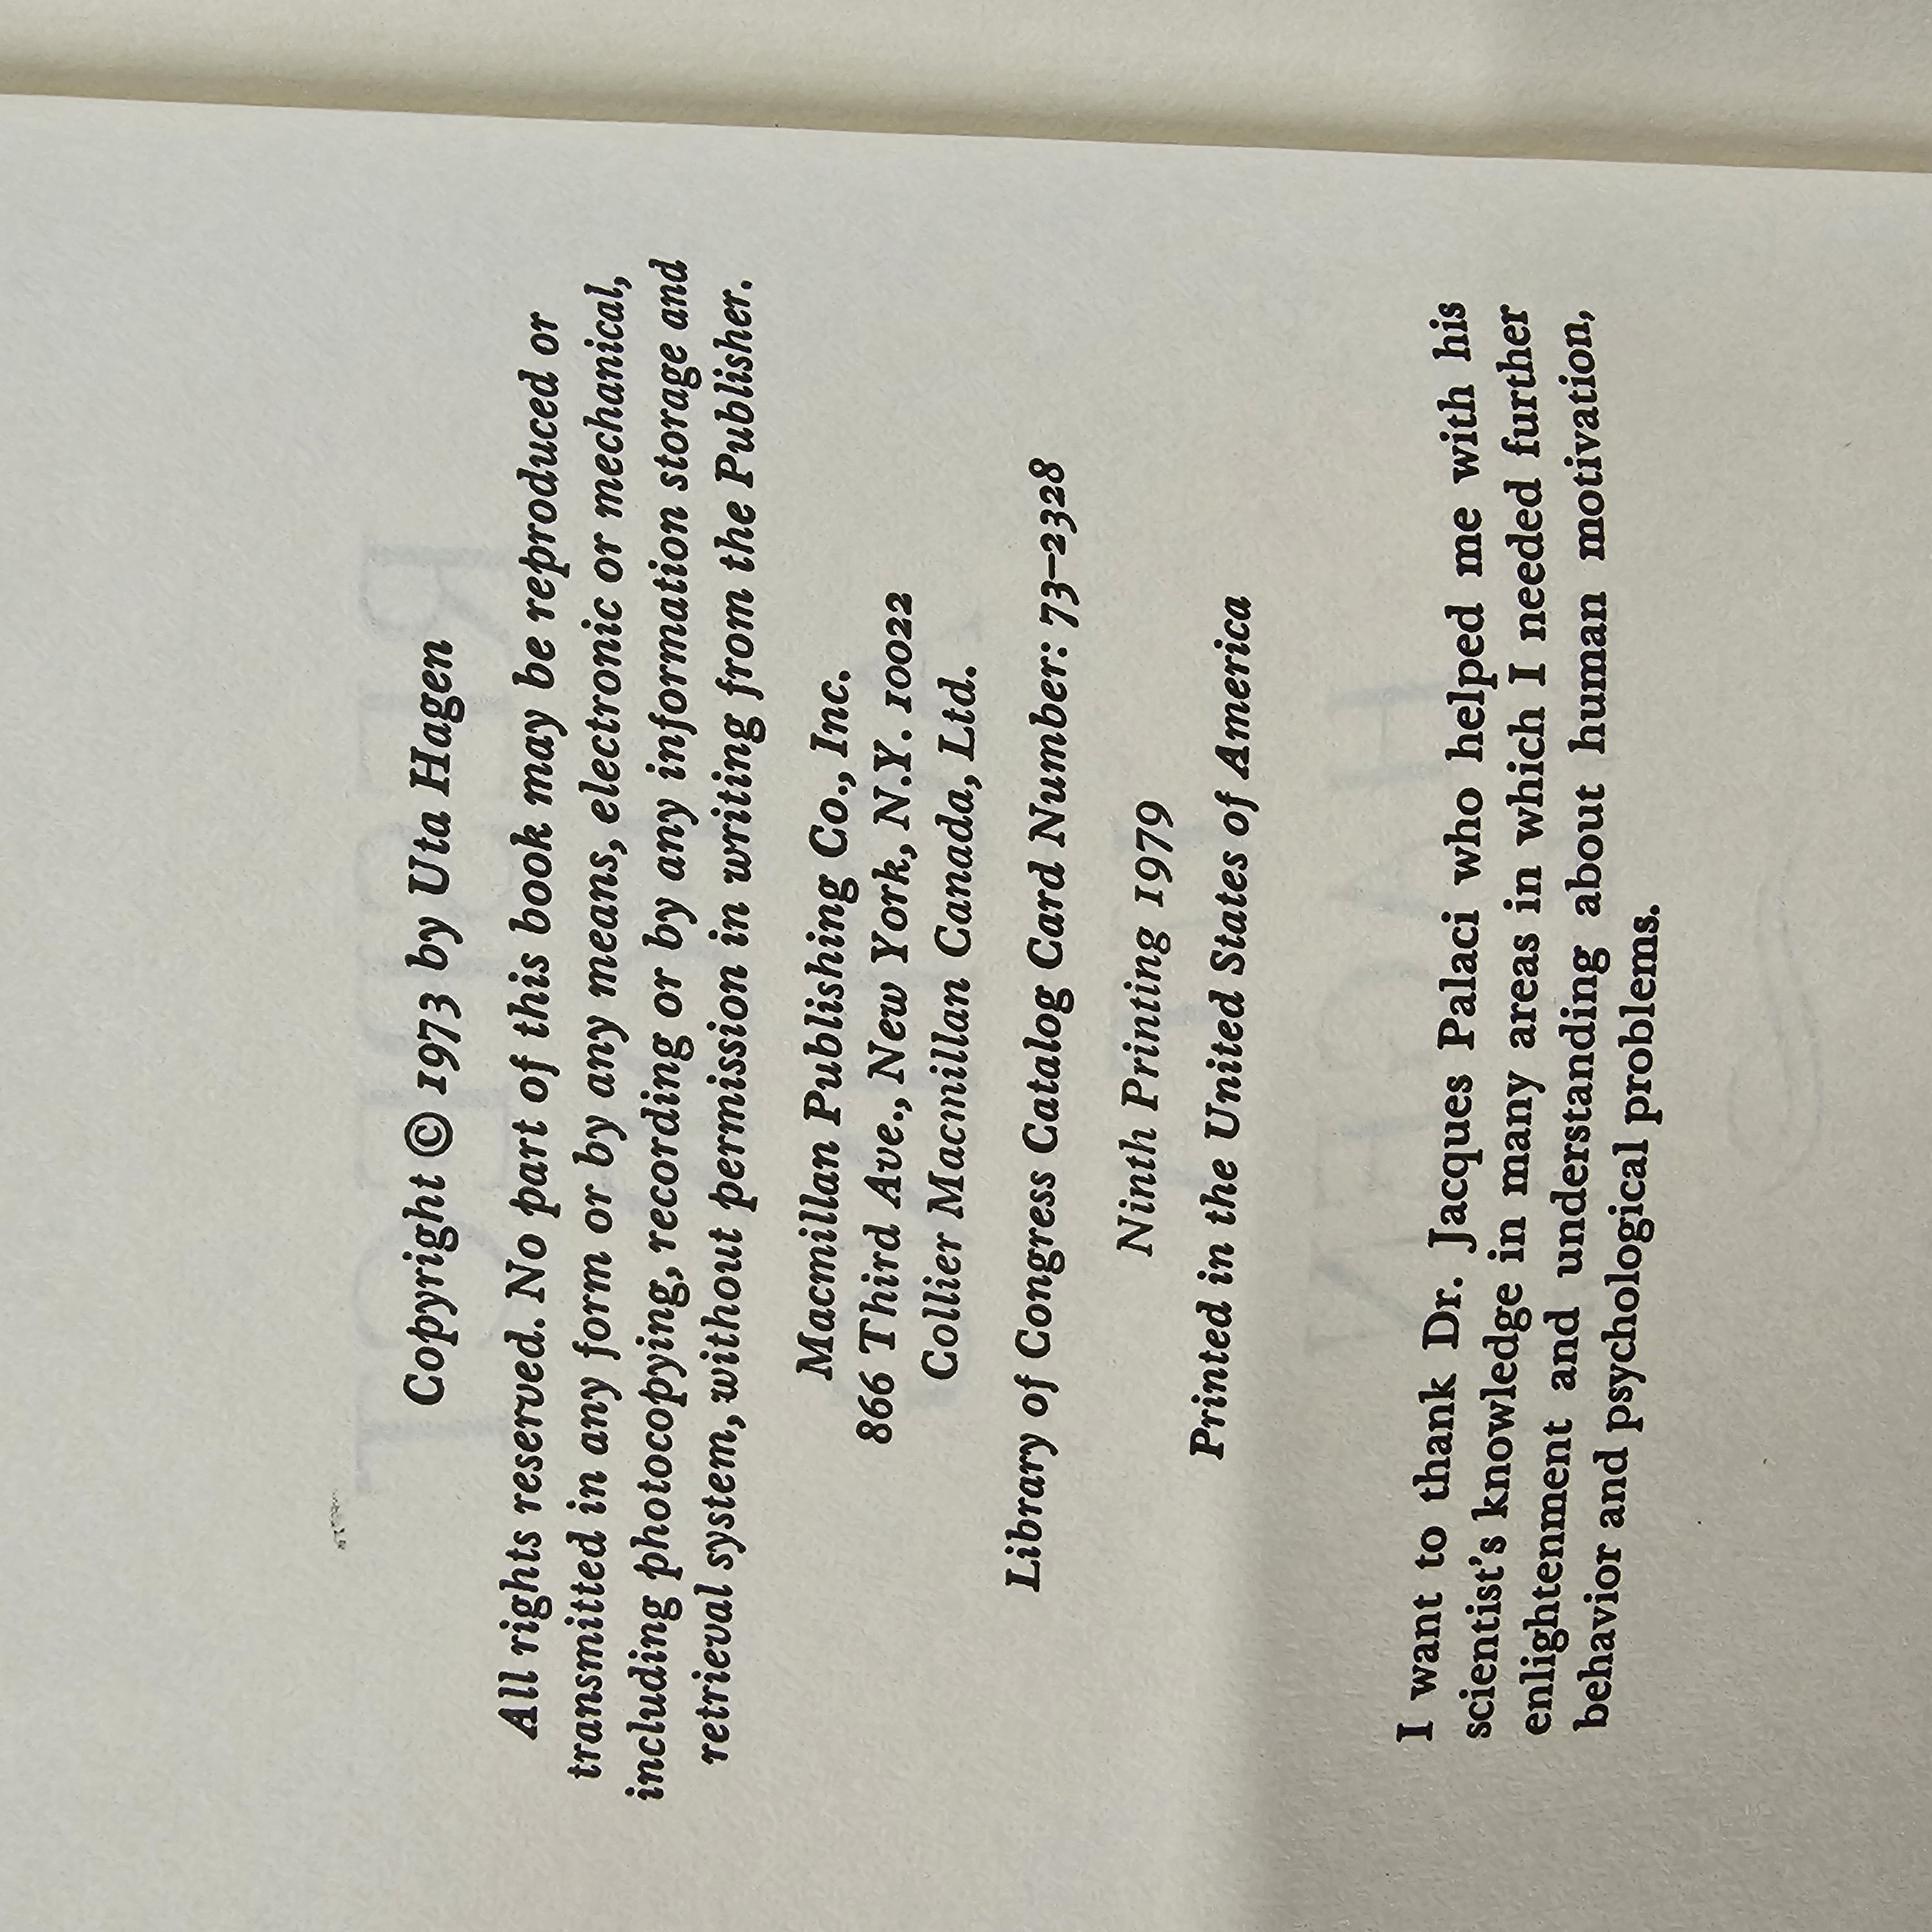 Copyright © 1973 by Uta Hagen
All rights reserved. No part of this book may be reproduced or
transmitted in any form or by any means, electronic or mechanical,
including photocopying, recording or by any information storage and
retrieval system, without permission in writing from the Publisher.
Macmillan Publishing Co., Inc.
866 Third Ave., New York, N.Y. 10022
Collier Macmillan Canada, Ltd.
Library of Congress Catalog Card Number: 73–2328
Ninth Printing 1979
Printed in the United States of America
I want to thank Dr. Jacques Palaci who helped me with his
scientist's knowledge in many areas in which I needed further
enlightenment and understanding about human motivation,
behavior and psychological problems.